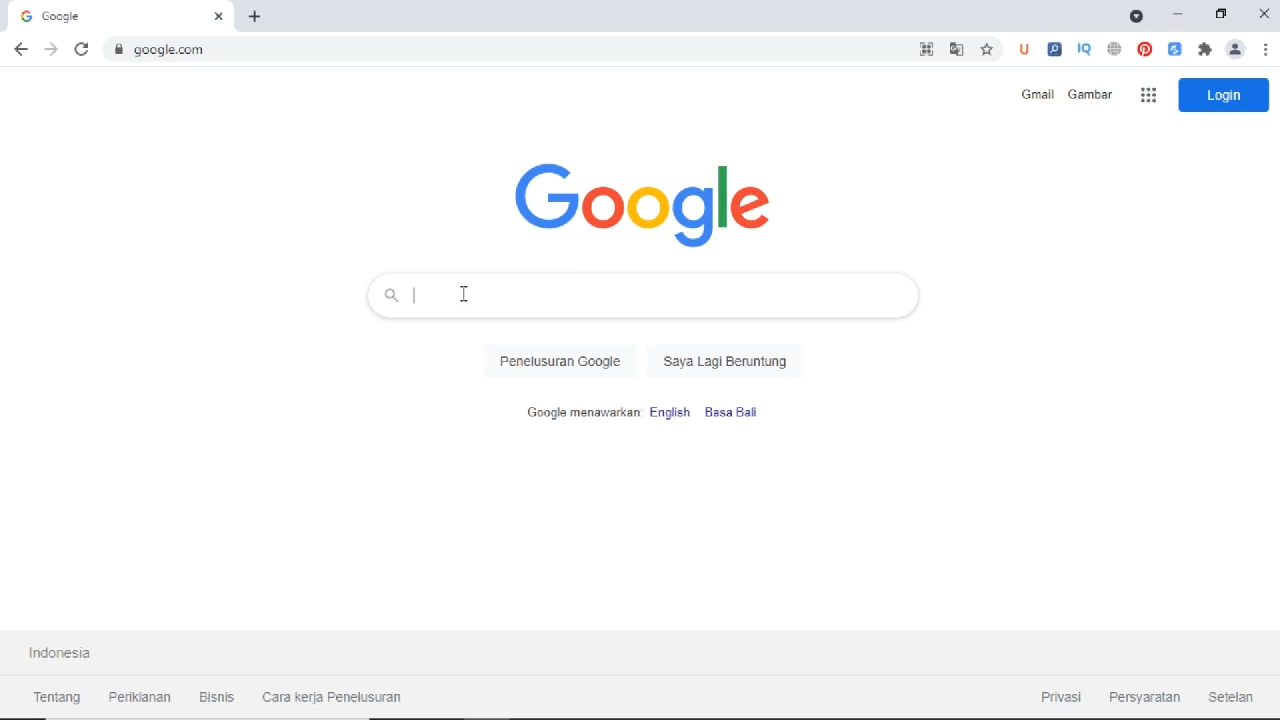 Google
google.com
U
IQ
Gmail Gambar
Login
Google
Penelusuran Google Saya Lagi Beruntung
Google menawarkan: English Basa Bali
Indonesia
Tentang Periklanan Bisnis Cara kerja Penelusuran Privasi Persyaratan Setelan